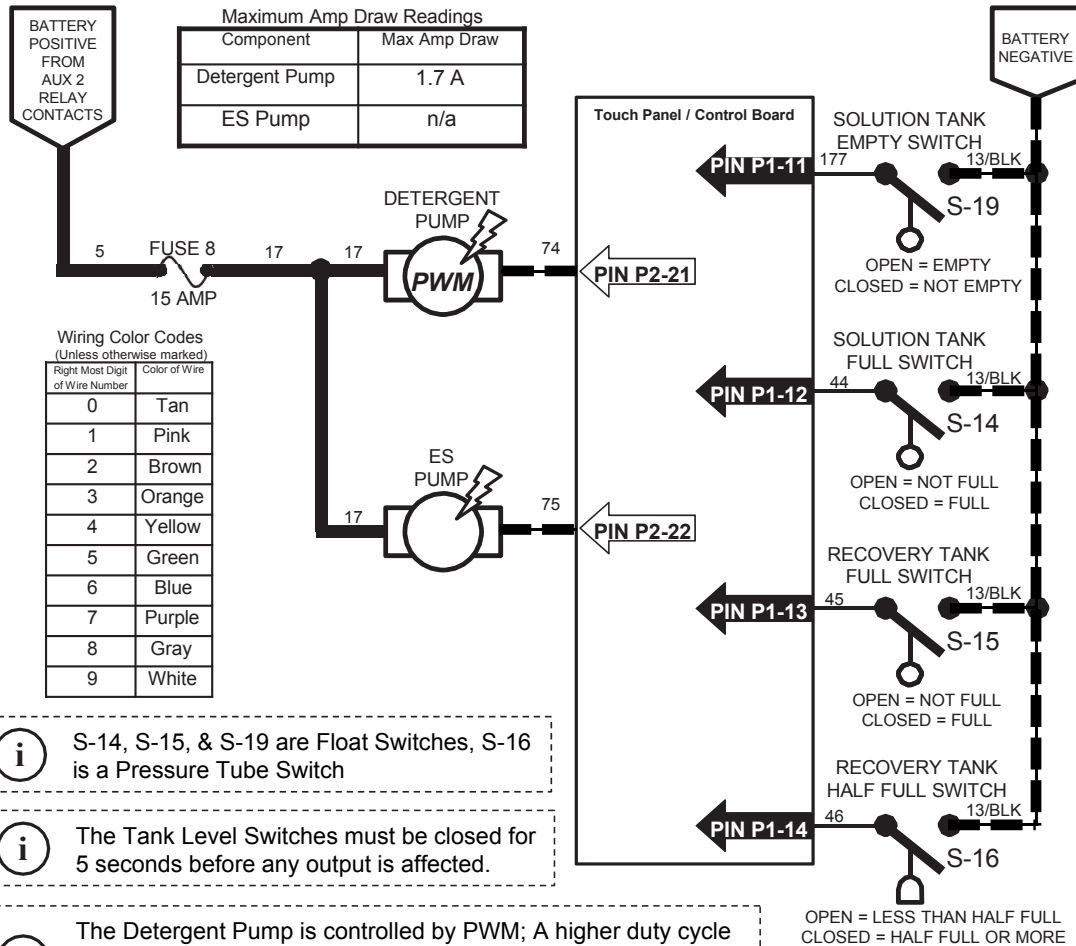 BATTERY
POSITIVE
FROM
AUX 2
RELAY
CONTACTS
Maximum Amp Draw Readings
Component Max Amp Draw
Detergent Pump 1.7 A
ES Pump n/a
BATTERY
NEGATIVE
Touch Panel / Control Board
SOLUTION TANK
EMPTY SWITCH
PIN P1-11
177
13/BLK
S-19
OPEN = EMPTY
CLOSED = NOT EMPTY
DETERGENT
PUMP
5
FUSE 8
15 AMP
17
17
PWM
74
PIN P2-21
Wiring Color Codes
(Unless otherwise marked)
Right Most Digit
of Wire Number
Color of Wire
0 Tan
1 Pink
2 Brown
3 Orange
4 Yellow
5 Green
6 Blue
7 Purple
8 Gray
9 White
SOLUTION TANK
FULL SWITCH
PIN P1-12
44
13/BLK
S-14
OPEN = NOT FULL
CLOSED = FULL
ES
PUMP
17
75
PIN P2-22
RECOVERY TANK
FULL SWITCH
PIN P1-13
45
13/BLK
S-15
OPEN = NOT FULL
CLOSED = FULL
i
S-14, S-15, & S-19 are Float Switches, S-16
is a Pressure Tube Switch
RECOVERY TANK
HALF FULL SWITCH
PIN P1-14
46
13/BLK
S-16
OPEN = LESS THAN HALF FULL
CLOSED = HALF FULL OR MORE
i
The Tank Level Switches must be closed for
5 seconds before any output is affected.
The Detergent Pump is controlled by PWM; A higher duty cycle